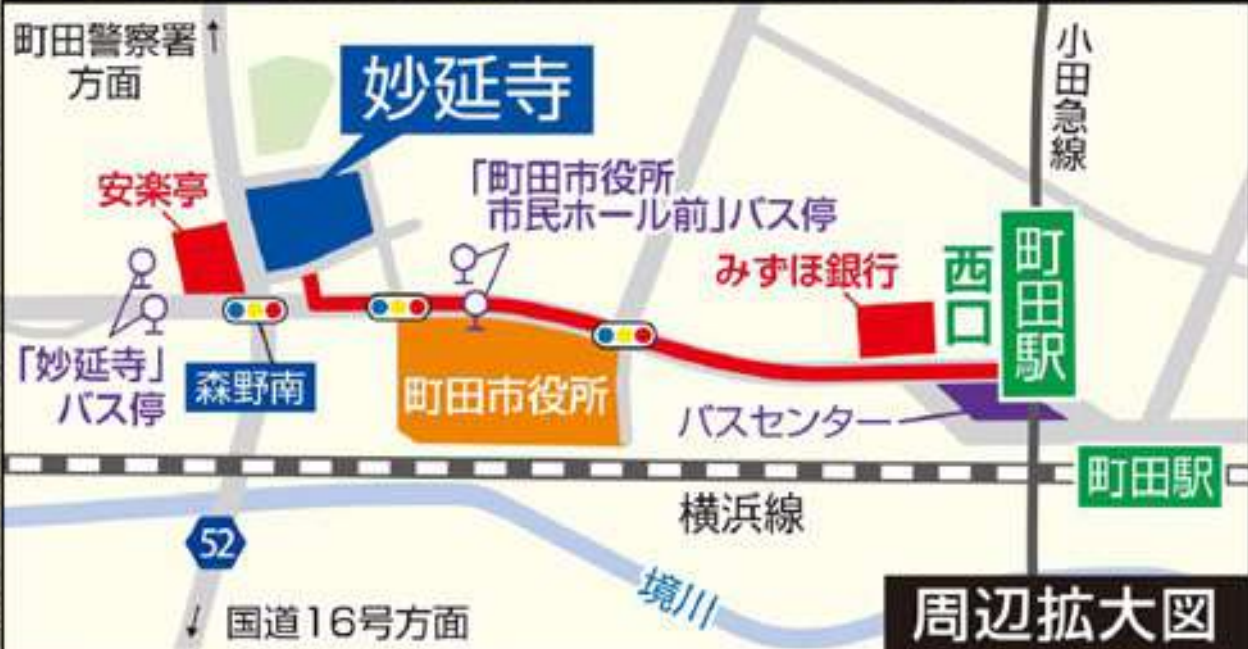 町田警察署↑
方面
妙延寺
小田急線
安楽亭
「町田市役所
市民ホール前」バス停
みずほ銀行
西口
町田駅
「妙延寺」
バス停
森野南
町田市役所
バスセンター
町田駅
横浜線
52
境川
↓国道16号方面
周辺拡大図